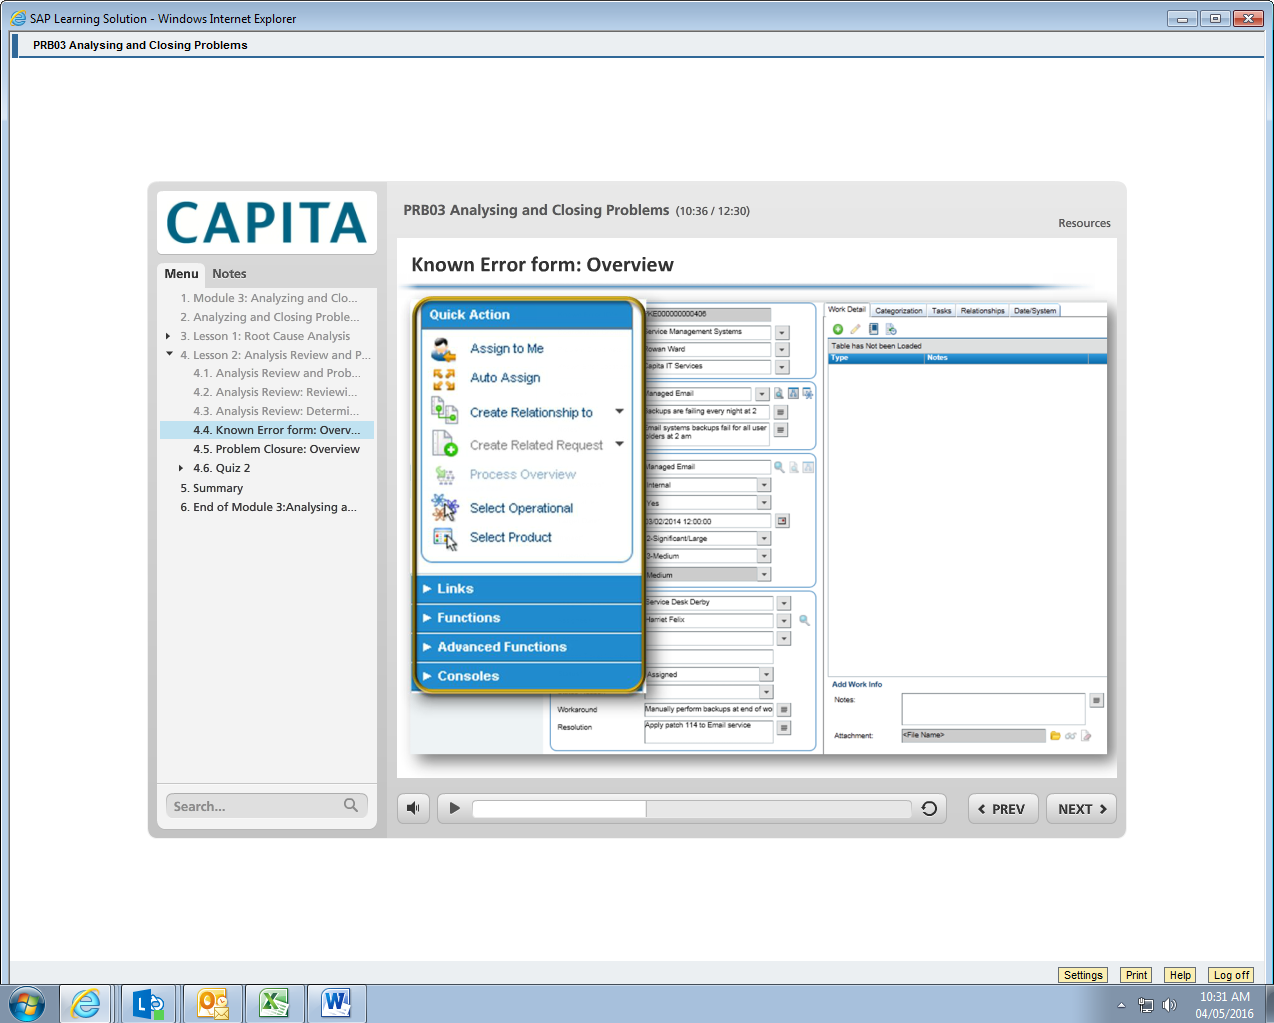 SAP Learning Solution - Windows Internet Explorer
PRB03 Analysing and Closing Problems
CAPITA
PRB03 Analysing and Closing Problems (10:36 / 12:30)
Resources
Menu
Notes
1. Module 3: Analyzing and Clo...
2. Analyzing and Closing Proble...
3. Lesson 1: Root Cause Analysis
4. Lesson 2: Analysis Review and P...
4.1. Analysis Review and Prob...
4.2. Analysis Review: Reviewi...
4.3. Analysis Review: Determi...
4.4. Known Error form: Overv...
4.5. Problem Closure: Overview
4.6. Quiz 2
5. Summary
6. End of Module 3:Analysing a...
Search...
Known Error form: Overview
Quick Action
Assign to Me
Auto Assign
Create Relationship to
Create Related Request
Process Overview
Select Operational
Select Product
Links
Functions
Advanced Functions
Consoles
KE000000000406
ervice Management Systems
owan Ward
apita IT Services
anaged Email
ackups are failing every night at 2
mail systems backups fail for all user
olders at 2 am
Managed Email
Internal
Yes
03/02/2014 12:00:00
2-Significant/Large
3-Medium
Medium
Service Desk Derby
Harriet Felix
Assigned
Workaround
Manually perform backups at end of wo
Resolution
Apply patch 114 to Email service
Work Detail
Categorization
Tasks
Relationships
Date/System
Table has Not been Loaded
Type
Notes
Add Work Info
Notes:
Attachment:
<File Name>
PREV
NEXT
Settings
Print
Help
Log off
10:31 AM
04/05/2016